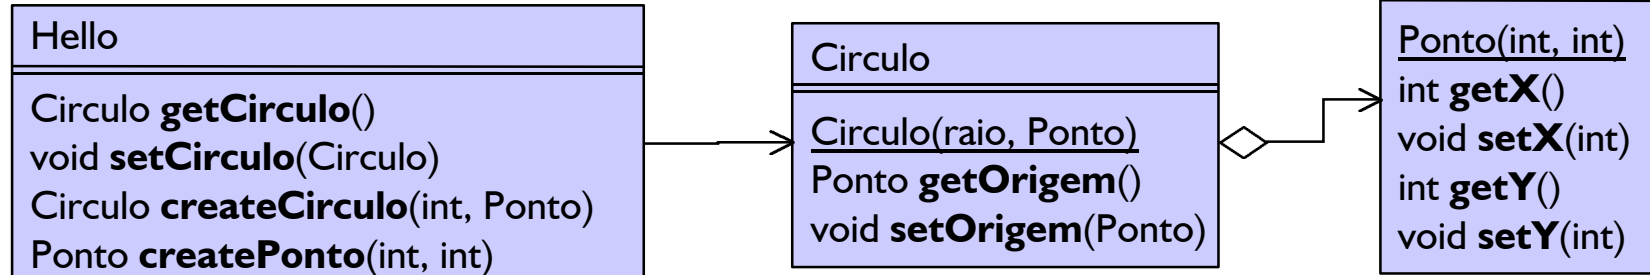 Hello
Circulo getCirculo()
void setCirculo(Circulo)
Circulo createCirculo(int, Ponto)
Ponto createPonto(int, int)
Circulo
Circulo(raio, Ponto)
Ponto getOrigem()
void setOrigem(Ponto)
Ponto(int, int)
int getX()
void setX(int)
int getY()
void setY(int)